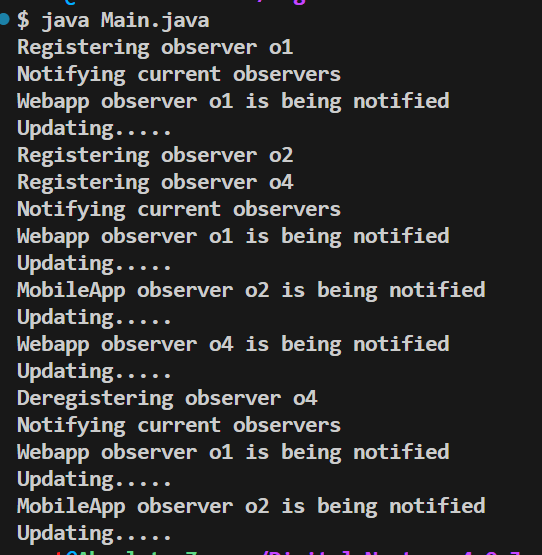 $ java Main.java
Registering observer o1
Notifying current observers
Webapp observer o1 is being notified
Updating.....
Registering observer o2
Registering observer o4
Notifying current observers
Webapp observer o1 is being notified
Updating.....
MobileApp observer o2 is being notified
Updating.....
Webapp observer o4 is being notified
Updating.....
Deregistering observer o4
Notifying current observers
Webapp observer o1 is being notified
Updating.....
MobileApp observer o2 is being notified
Updating.....